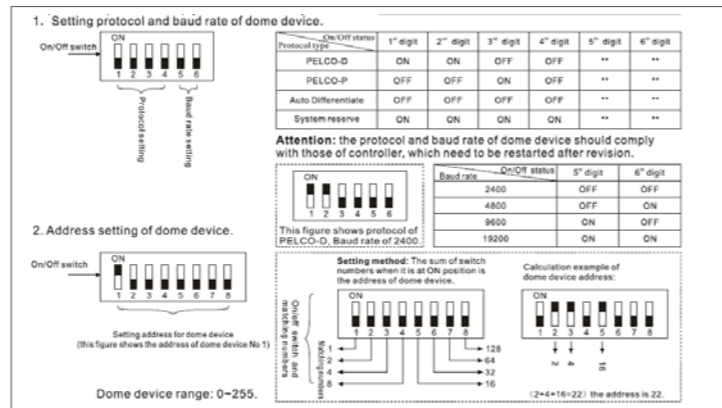 1. Setting protocol and baud rate of dome device.
On/Off switch
ON
1 2 3 4 5 6
Protocol setting
Baud rate setting
On/Off status
Protocol type
1st digit 2nd digit 3rd digit 4th digit 5th digit 6th digit
PELCO-D ON ON OFF OFF ** **
PELCO-P OFF OFF ON OFF ** **
Auto Differentiate OFF OFF OFF OFF ** **
System reserve ON ON ON ON ** **
Attention: the protocol and baud rate of dome device should comply
with those of controller, which need to be restarted after revision.
ON
1 2 3 4 5 6
This figure shows protocol of
PELCO-D, Baud rate of 2400.
On/Off status
Baud rate
5th digit 6th digit
2400 OFF OFF
4800 OFF ON
9600 ON OFF
19200 ON ON
2. Address setting of dome device.
On/Off switch
ON
1 2 3 4 5 6 7 8
Setting address for dome device
(this figure shows the address of dome device No 1)
Dome device range: 0~255.
Setting method: The sum of switch
numbers when it is at ON position is
the address of dome device.
On/off switch and
matching numbers
ON
1 2 3 4 5 6 7 8
Matching numbers
1
2
4
8
128
64
32
16
Calculation example of
dome device address:
ON
1 2 3 4 5 6 7 8
2 4 16
(2+4+16=22) the address is 22.